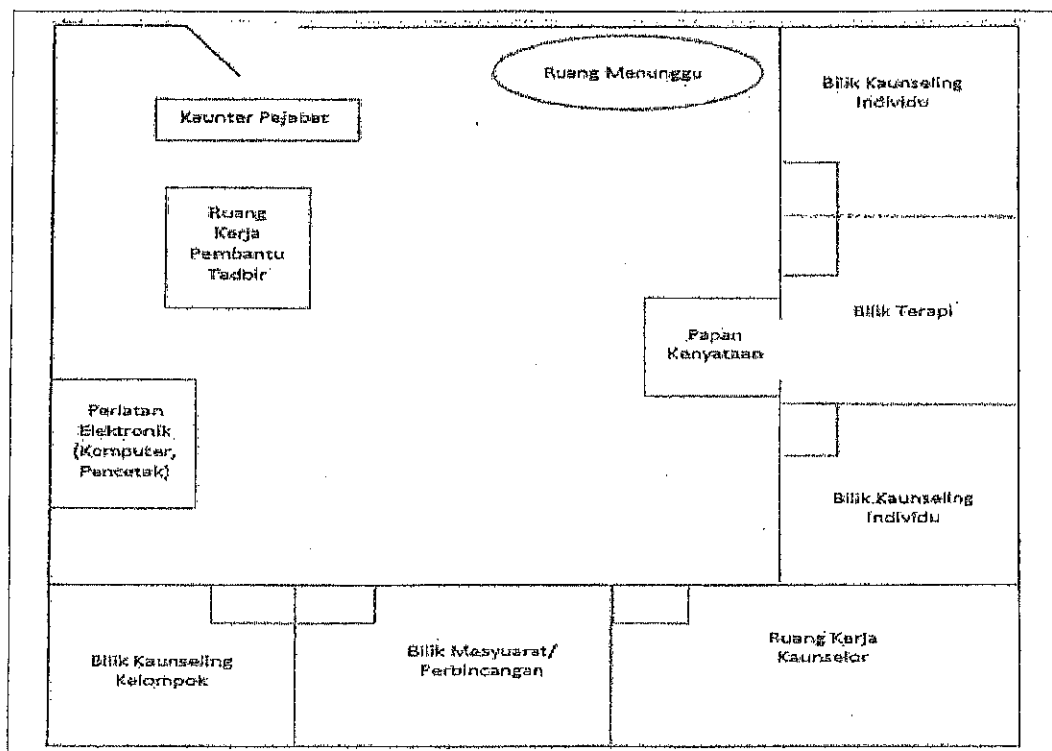 Ruang Menunggu
Bilik Kaunseling
Individu
Kaunter Pejabat
Ruang
Kerja
Pembantu
Tadbir
Bilik Terapi
Papan
Kenyataan
Perlatan
Elektronik
(Komputer,
Pencetak)
Bilik Kaunseling
Individu
Bilik Kaunseling
Kelompok
Bilik Mesyuarat/
Perbincangan
Ruang Kerja
Kaunselor